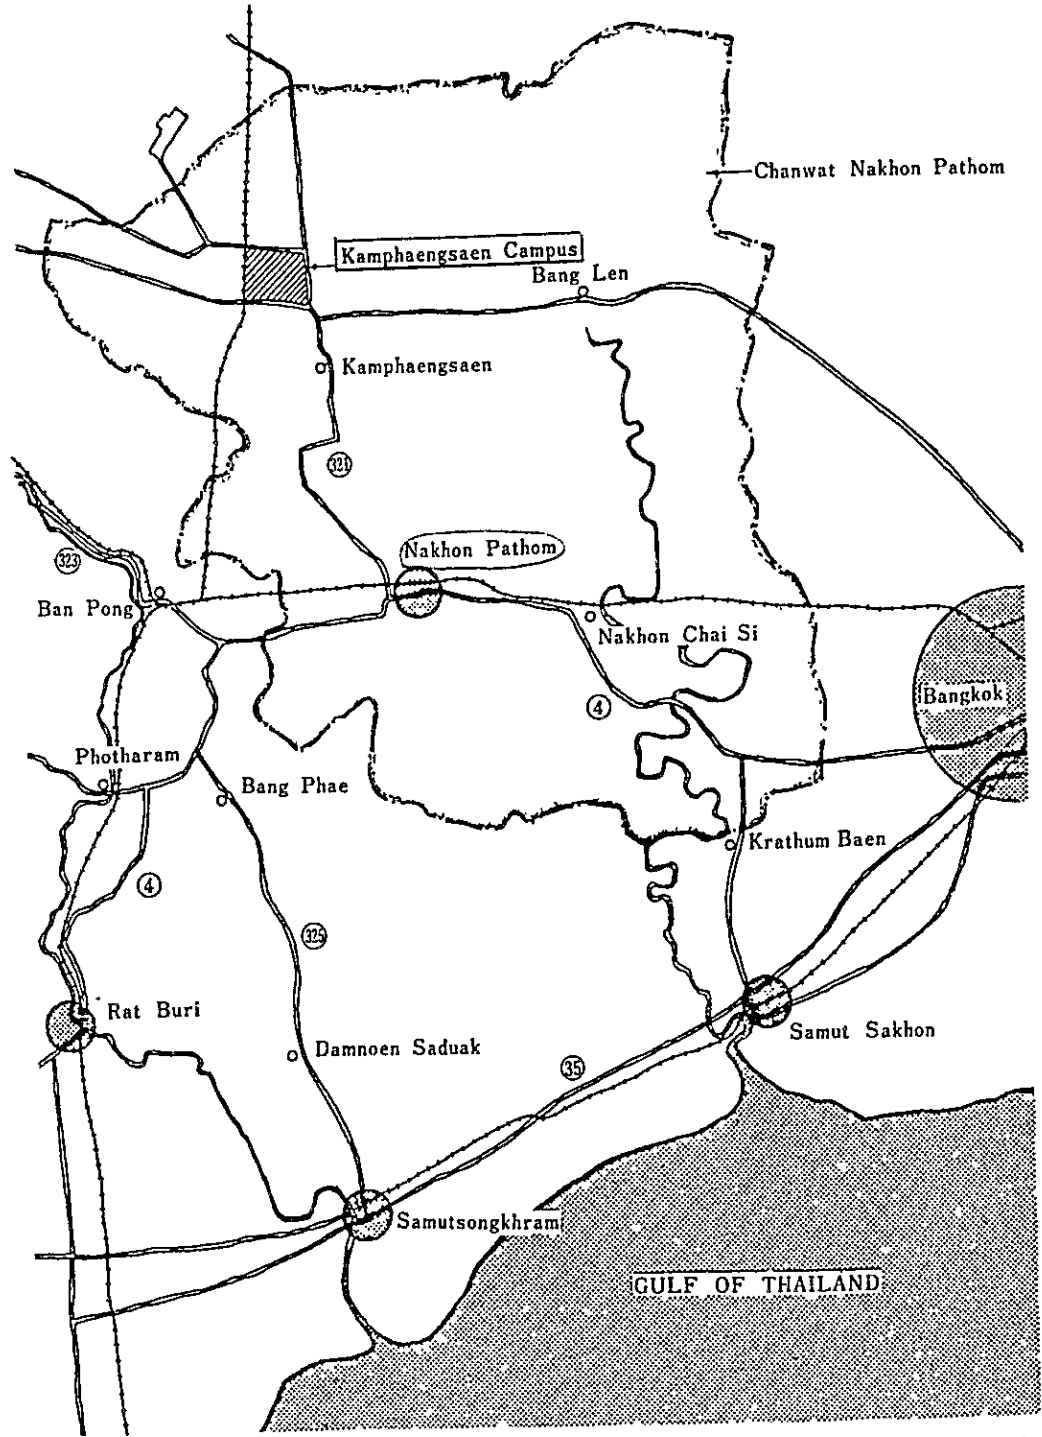 Chanwat Nakhon Pathom
Kamphaengsaen Campus
Bang Len
Kamphaengsaen
321
Nakhon Pathom
323
Ban Pong
Nakhon Chai Si
Bangkok
4
Photharam
Bang Phae
Krathum Baen
4
325
Rat Buri
Samut Sakhon
Damnoen Saduak
35
Samutsongkhram
GULF OF THAILAND